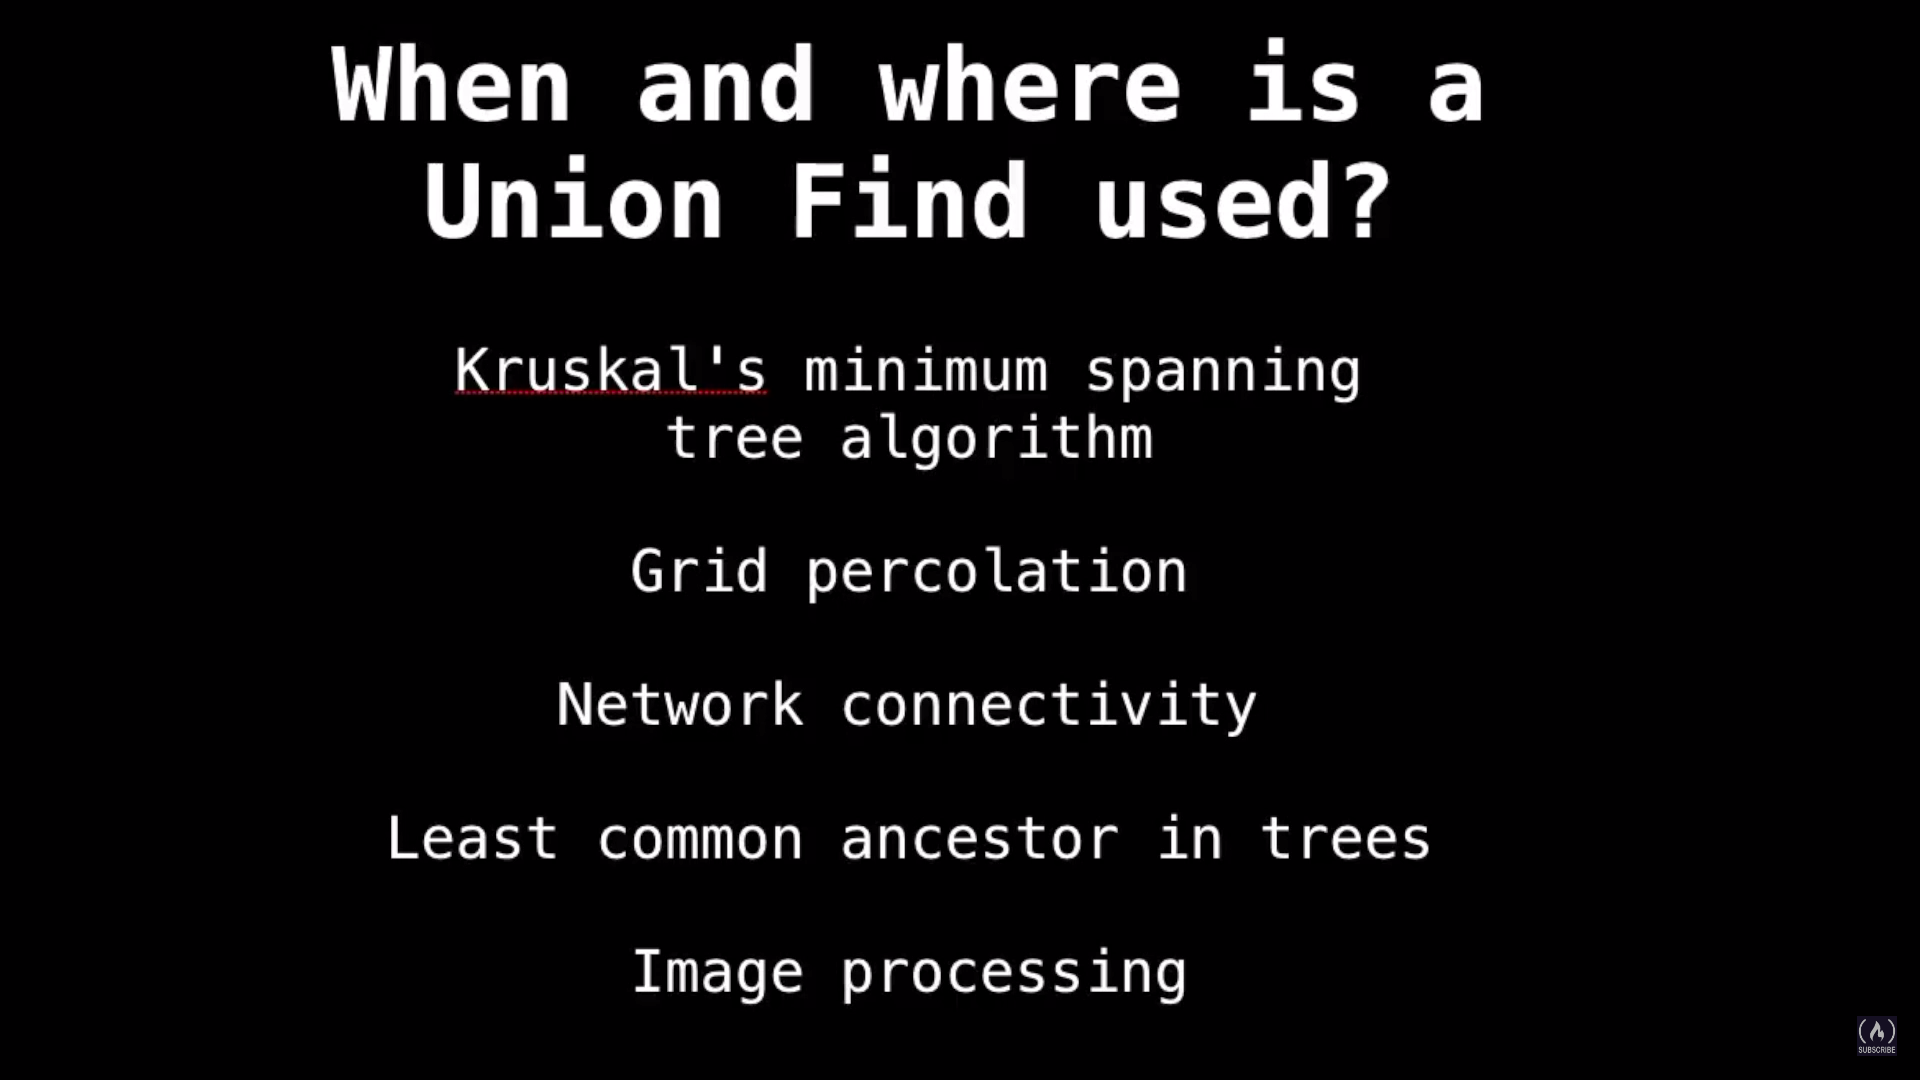 When and where is a
Union Find used?
Kruskal's minimum spanning
tree algorithm
Grid percolation
Network connectivity
Least common ancestor in trees
Image processing
SUBSCRIBE